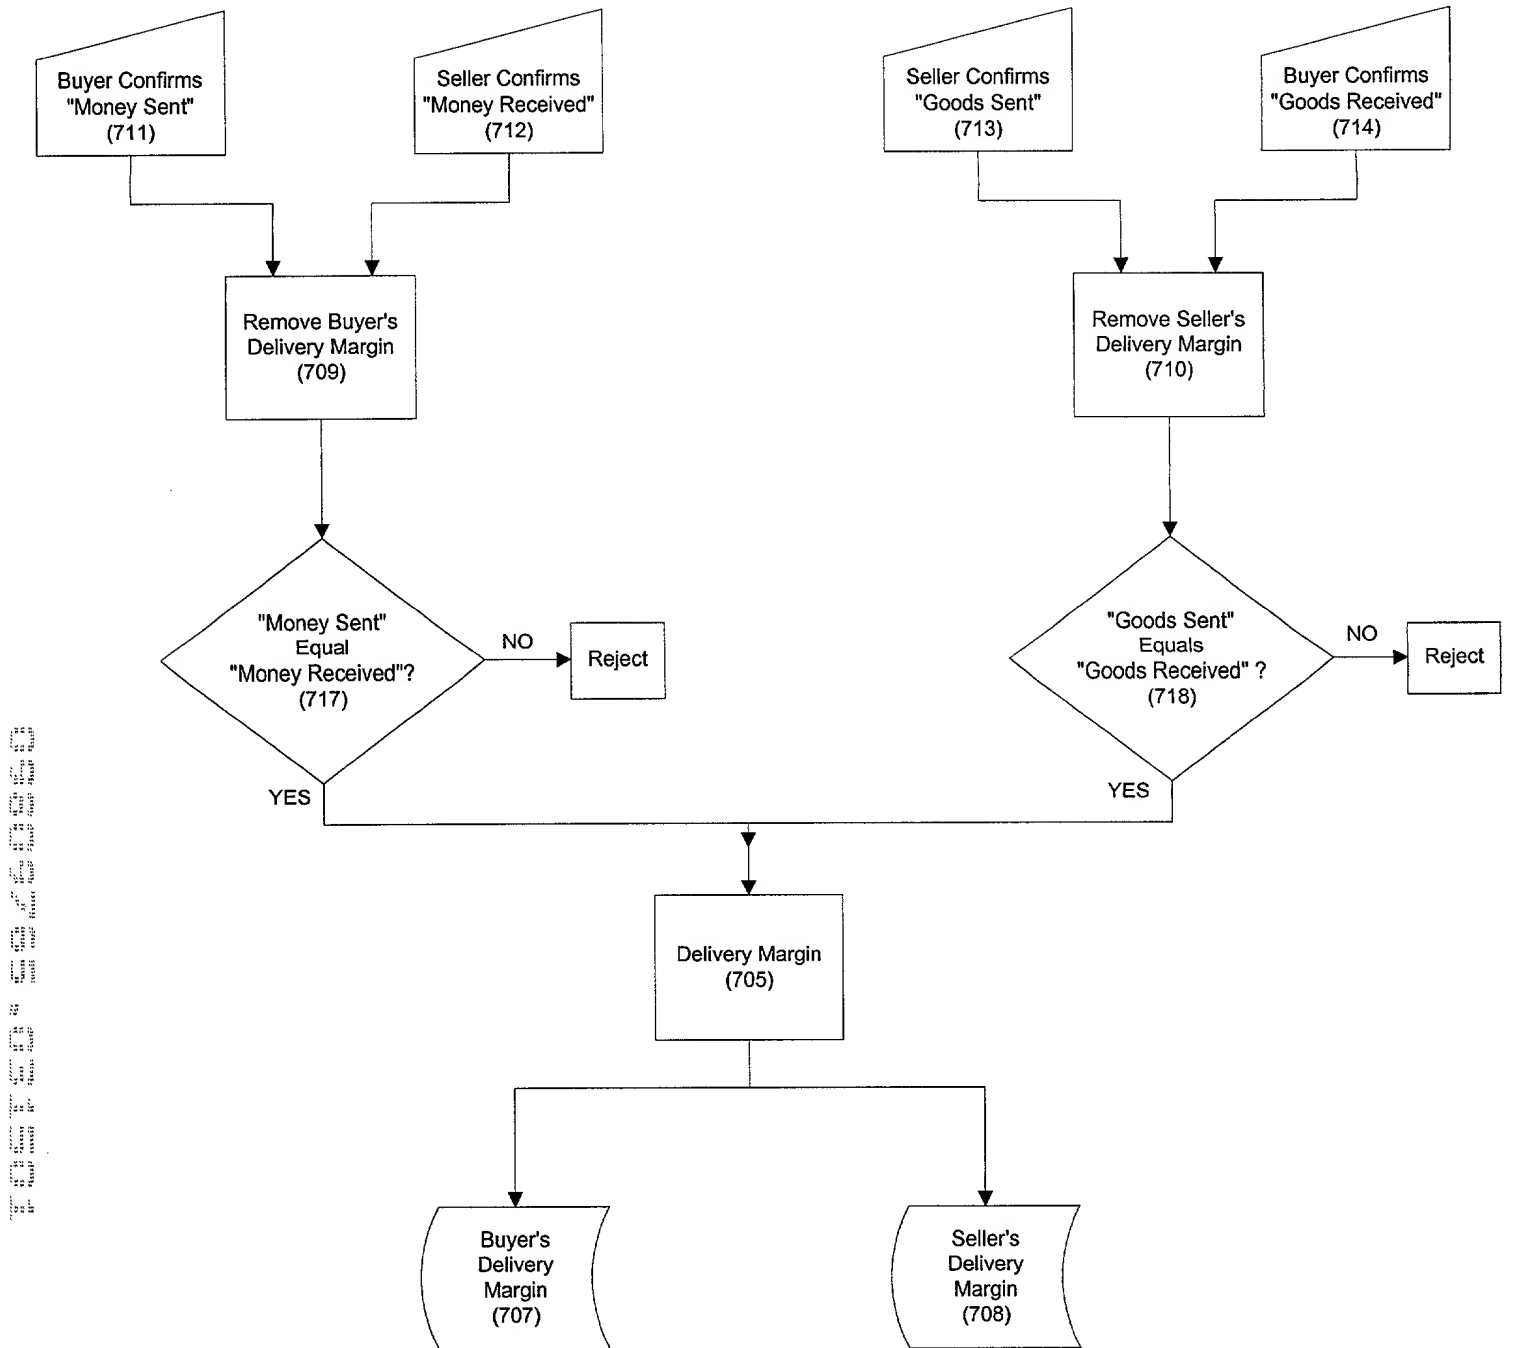 Buyer Confirms
"Money Sent"
(711)
Seller Confirms
"Money Received"
(712)
Seller Confirms
"Goods Sent"
(713)
Buyer Confirms
"Goods Received"
(714)
Remove Buyer's
Delivery Margin
(709)
Remove Seller's
Delivery Margin
(710)
"Money Sent"
Equal
"Money Received"?
(717)
NO
Reject
YES
"Goods Sent"
Equals
"Goods Received" ?
(718)
NO
Reject
YES
Delivery Margin
(705)
Buyer's
Delivery
Margin
(707)
Seller's
Delivery
Margin
(708)